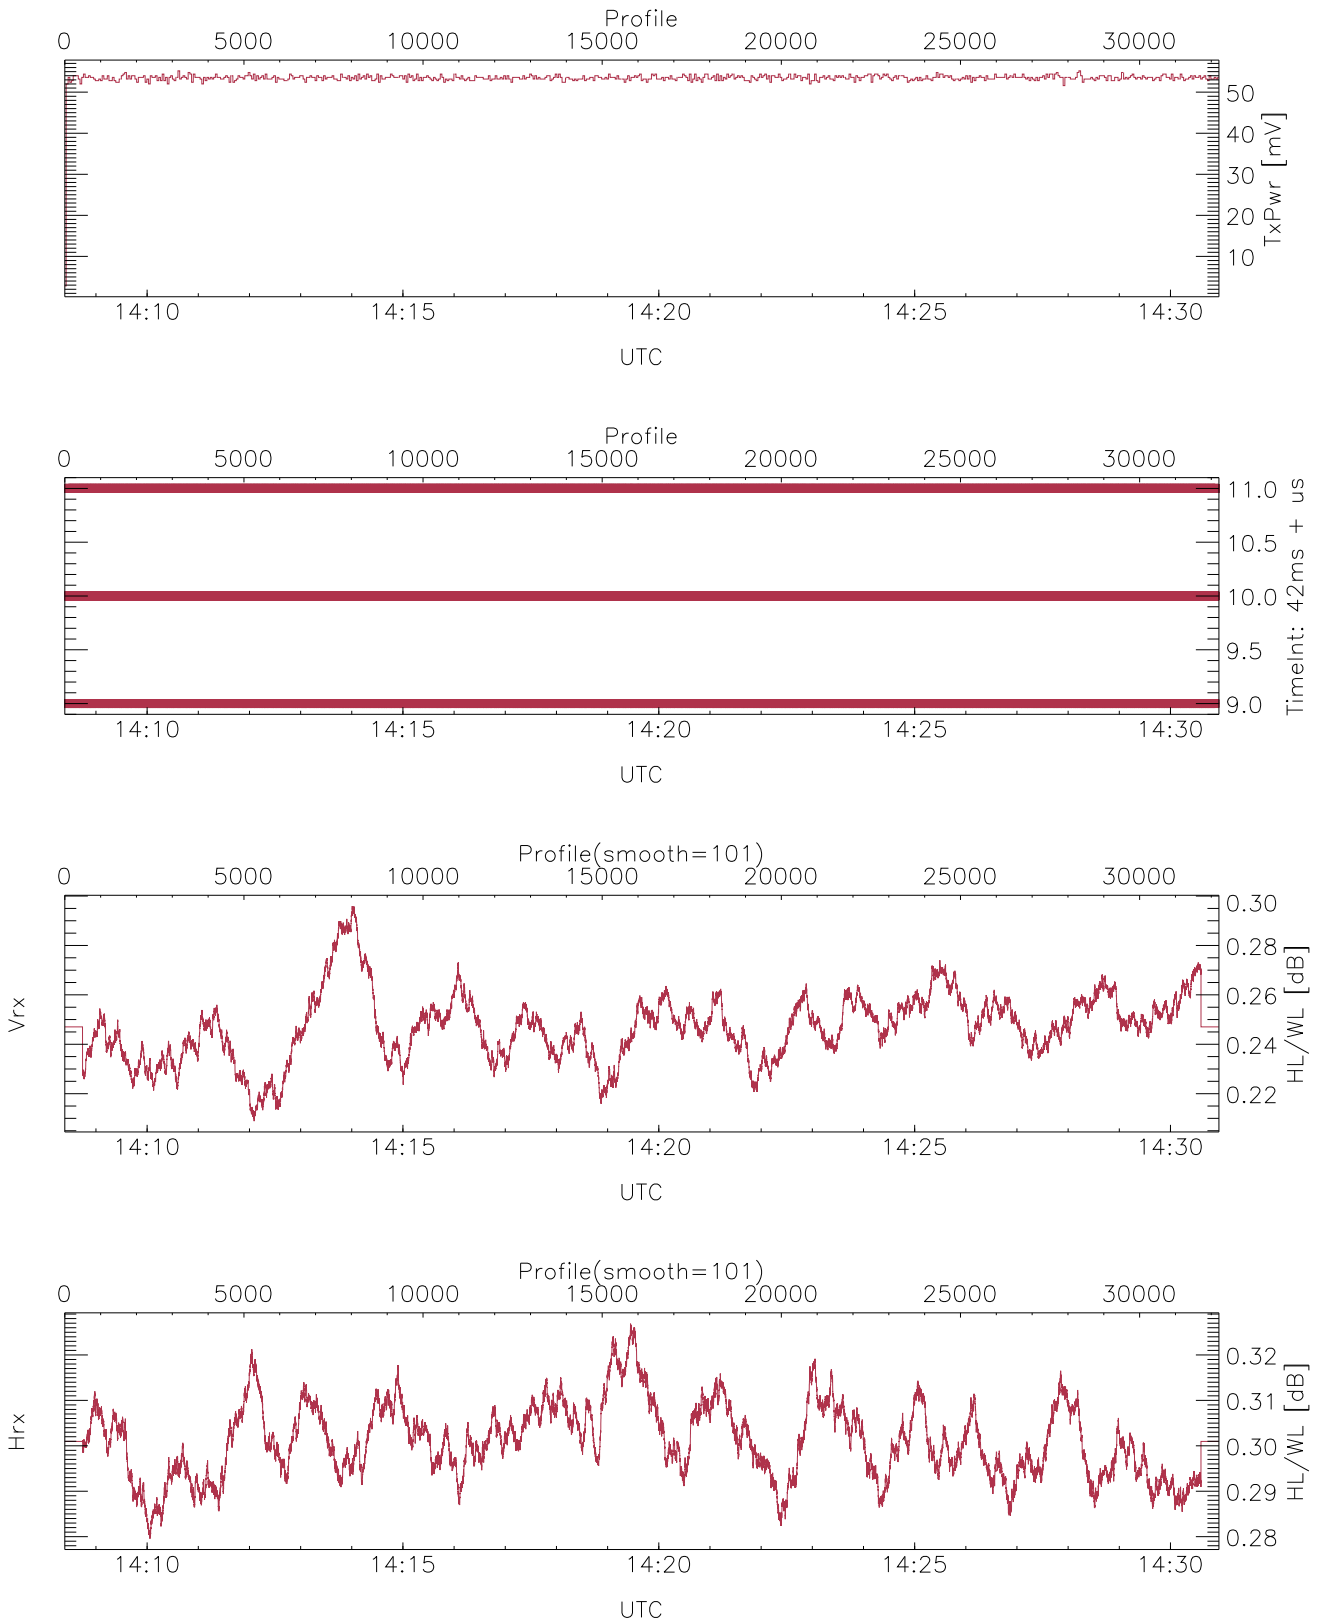 Profile
0 5000 10000 15000 20000 25000 30000
50
40
30
20
10
TxPwr [mV]
14:10 14:15 14:20 14:25 14:30
UTC
Profile
0 5000 10000 15000 20000 25000 30000
11.0
10.5
10.0
9.5
9.0
TimeInt: 42ms + us
14:10 14:15 14:20 14:25 14:30
UTC
Profile(smooth=101)
0 5000 10000 15000 20000 25000 30000
Vrx
0.30
0.28
0.26
0.24
0.22
HL/WL [dB]
14:10 14:15 14:20 14:25 14:30
UTC
Profile(smooth=101)
0 5000 10000 15000 20000 25000 30000
Hrx
0.32
0.31
0.30
0.29
0.28
HL/WL [dB]
14:10 14:15 14:20 14:25 14:30
UTC